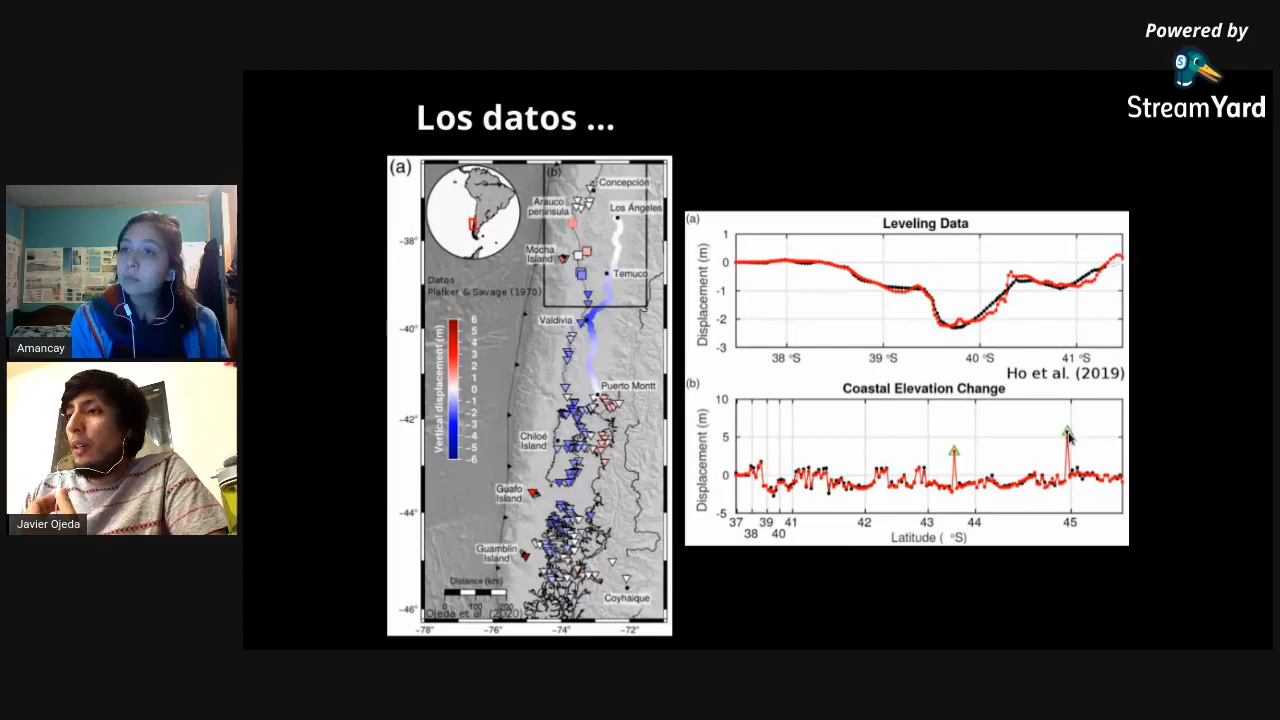 Powered by
StreamYard
Los datos ...
(a)
(b)
Concepción
Arauco
peninsula
Los Ángeles
-38°
Mocha
Island
Temuco
Datos
Plafker & Savage (1970)
Valdivia
-40°
6
5
4
3
2
1
0
-1
-2
-3
-4
-5
-6
Vertical displacement (m)
Puerto Montt
-42°
Chiloé
Island
Guafo
Island
-44°
Guamblin
Island
Distance (km)
0 100 200
Coyhaique
Ojeda et al. (2020)
-46°
-78° -76° -74° -72°
(a)
Leveling Data
Displacement (m)
1
0
-1
-2
-3
38 °S 39 °S 40 °S 41 °S
Ho et al. (2019)
(b)
Coastal Elevation Change
Displacement (m)
10
5
0
-5
37 39 41 42 43 44 45
38 40
Latitude ( °S)
Amancay
Javier Ojeda